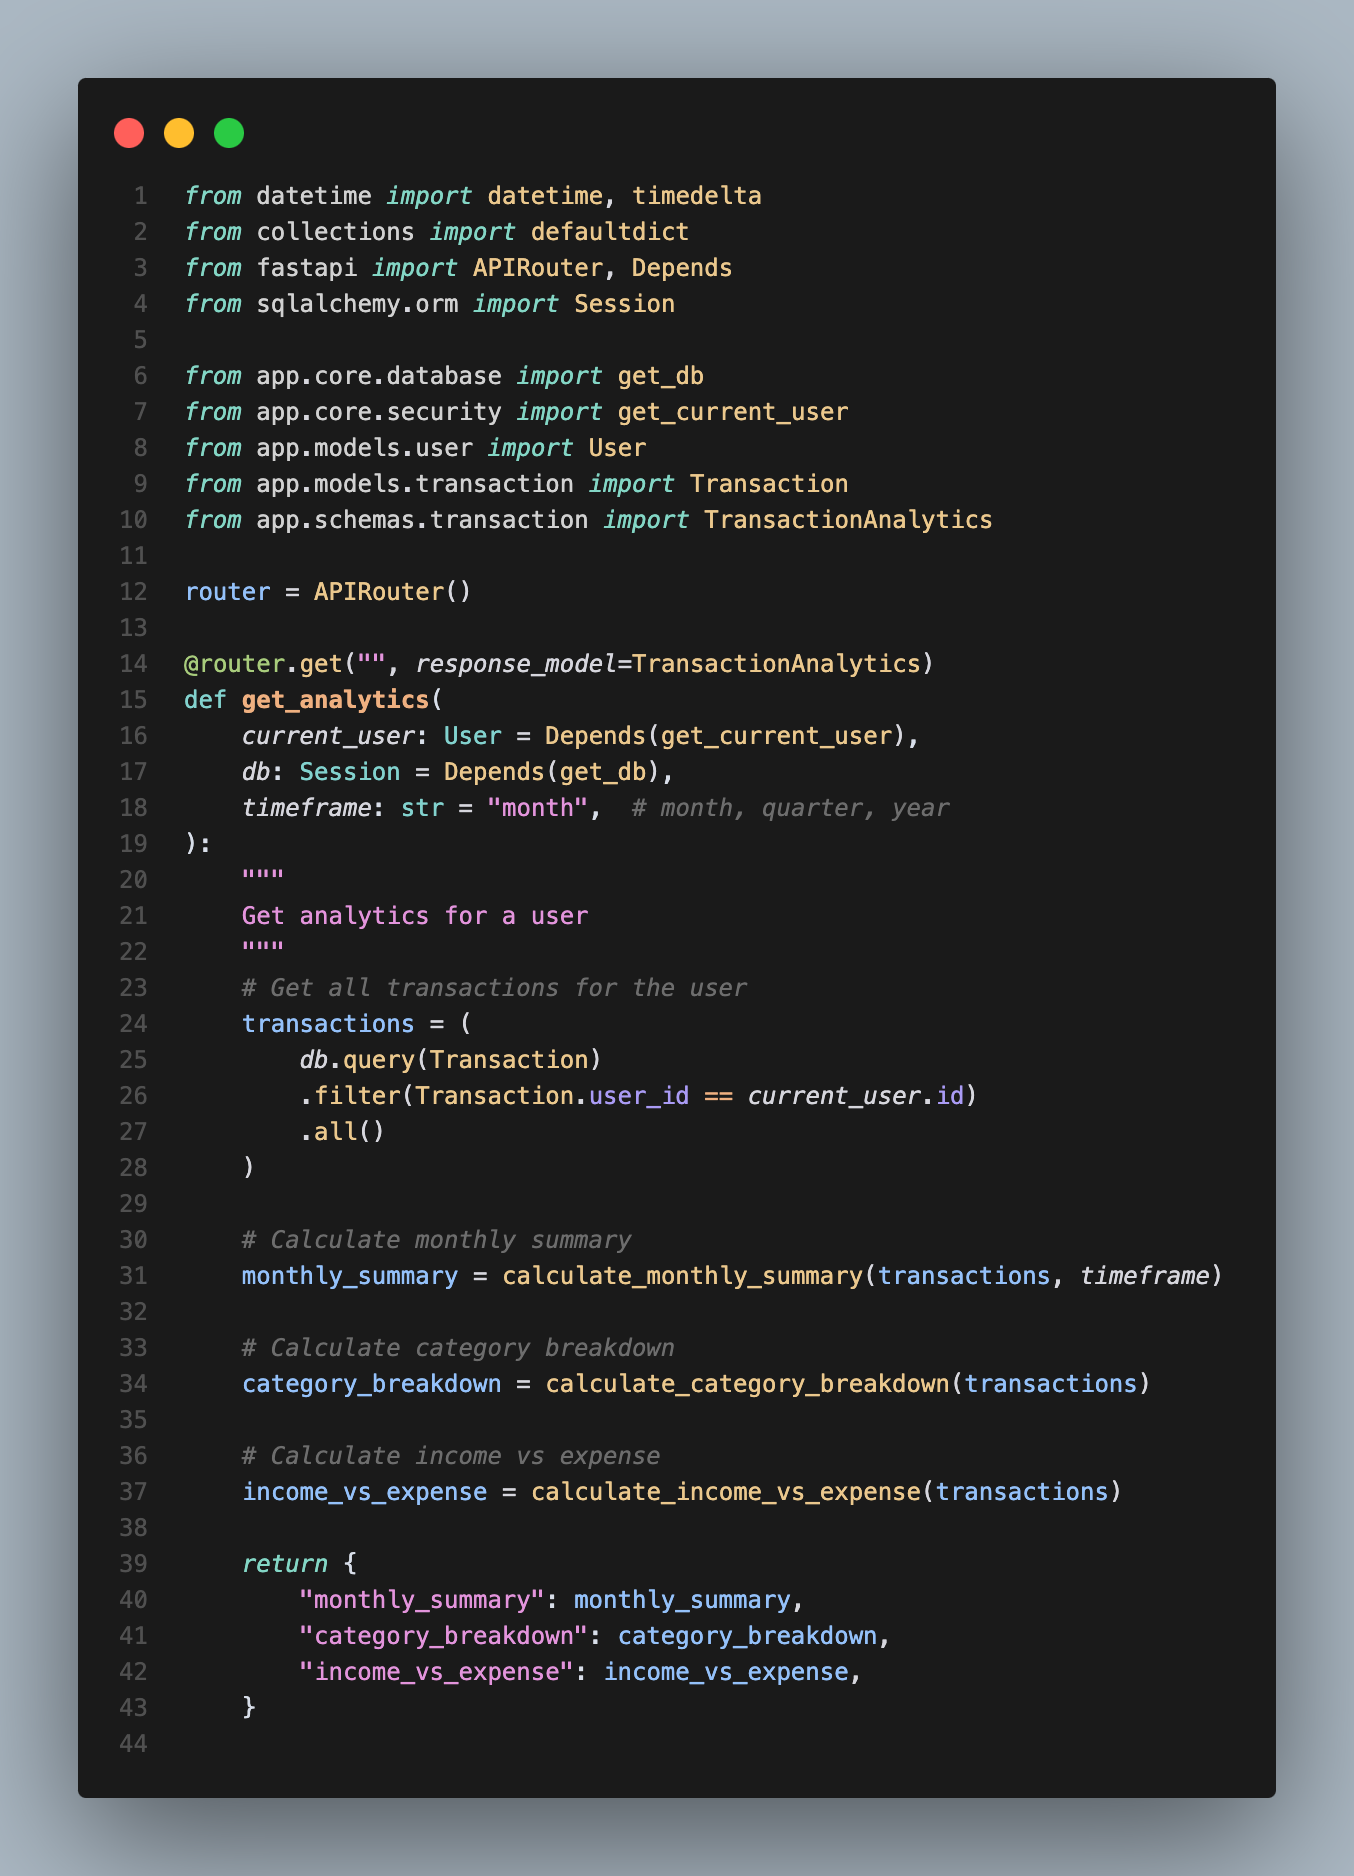 1 from datetime import datetime, timedelta
2 from collections import defaultdict
3 from fastapi import APIRouter, Depends
4 from sqlalchemy.orm import Session
5
6 from app.core.database import get_db
7 from app.core.security import get_current_user
8 from app.models.user import User
9 from app.models.transaction import Transaction
10 from app.schemas.transaction import TransactionAnalytics
11
12 router = APIRouter()
13
14 @router.get("", response_model=TransactionAnalytics)
15 def get_analytics(
16     current_user: User = Depends(get_current_user),
17     db: Session = Depends(get_db),
18     timeframe: str = "month",  # month, quarter, year
19 ):
20     """
21     Get analytics for a user
22     """
23     # Get all transactions for the user
24     transactions = (
25         db.query(Transaction)
26         .filter(Transaction.user_id == current_user.id)
27         .all()
28     )
29
30     # Calculate monthly summary
31     monthly_summary = calculate_monthly_summary(transactions, timeframe)
32
33     # Calculate category breakdown
34     category_breakdown = calculate_category_breakdown(transactions)
35
36     # Calculate income vs expense
37     income_vs_expense = calculate_income_vs_expense(transactions)
38
39     return {
40         "monthly_summary": monthly_summary,
41         "category_breakdown": category_breakdown,
42         "income_vs_expense": income_vs_expense,
43     }
44